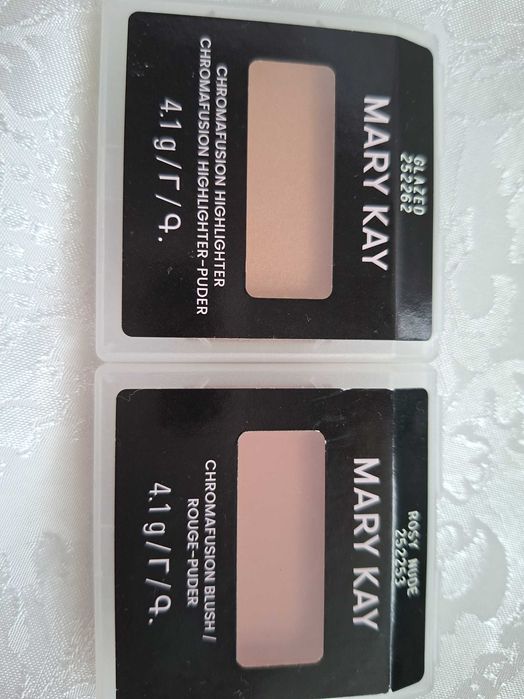 GLAZED
252262
MARY KAY
CHROMAFUSION HIGHLIGHTER
CHROMAFUSION HIGHLIGHTER-PUDER
4.1 g/Г/գ.
ROSY NUDE
252253
MARY KAY
CHROMAFUSION BLUSH /
ROUGE-PUDER
4.1 g/Г/գ.